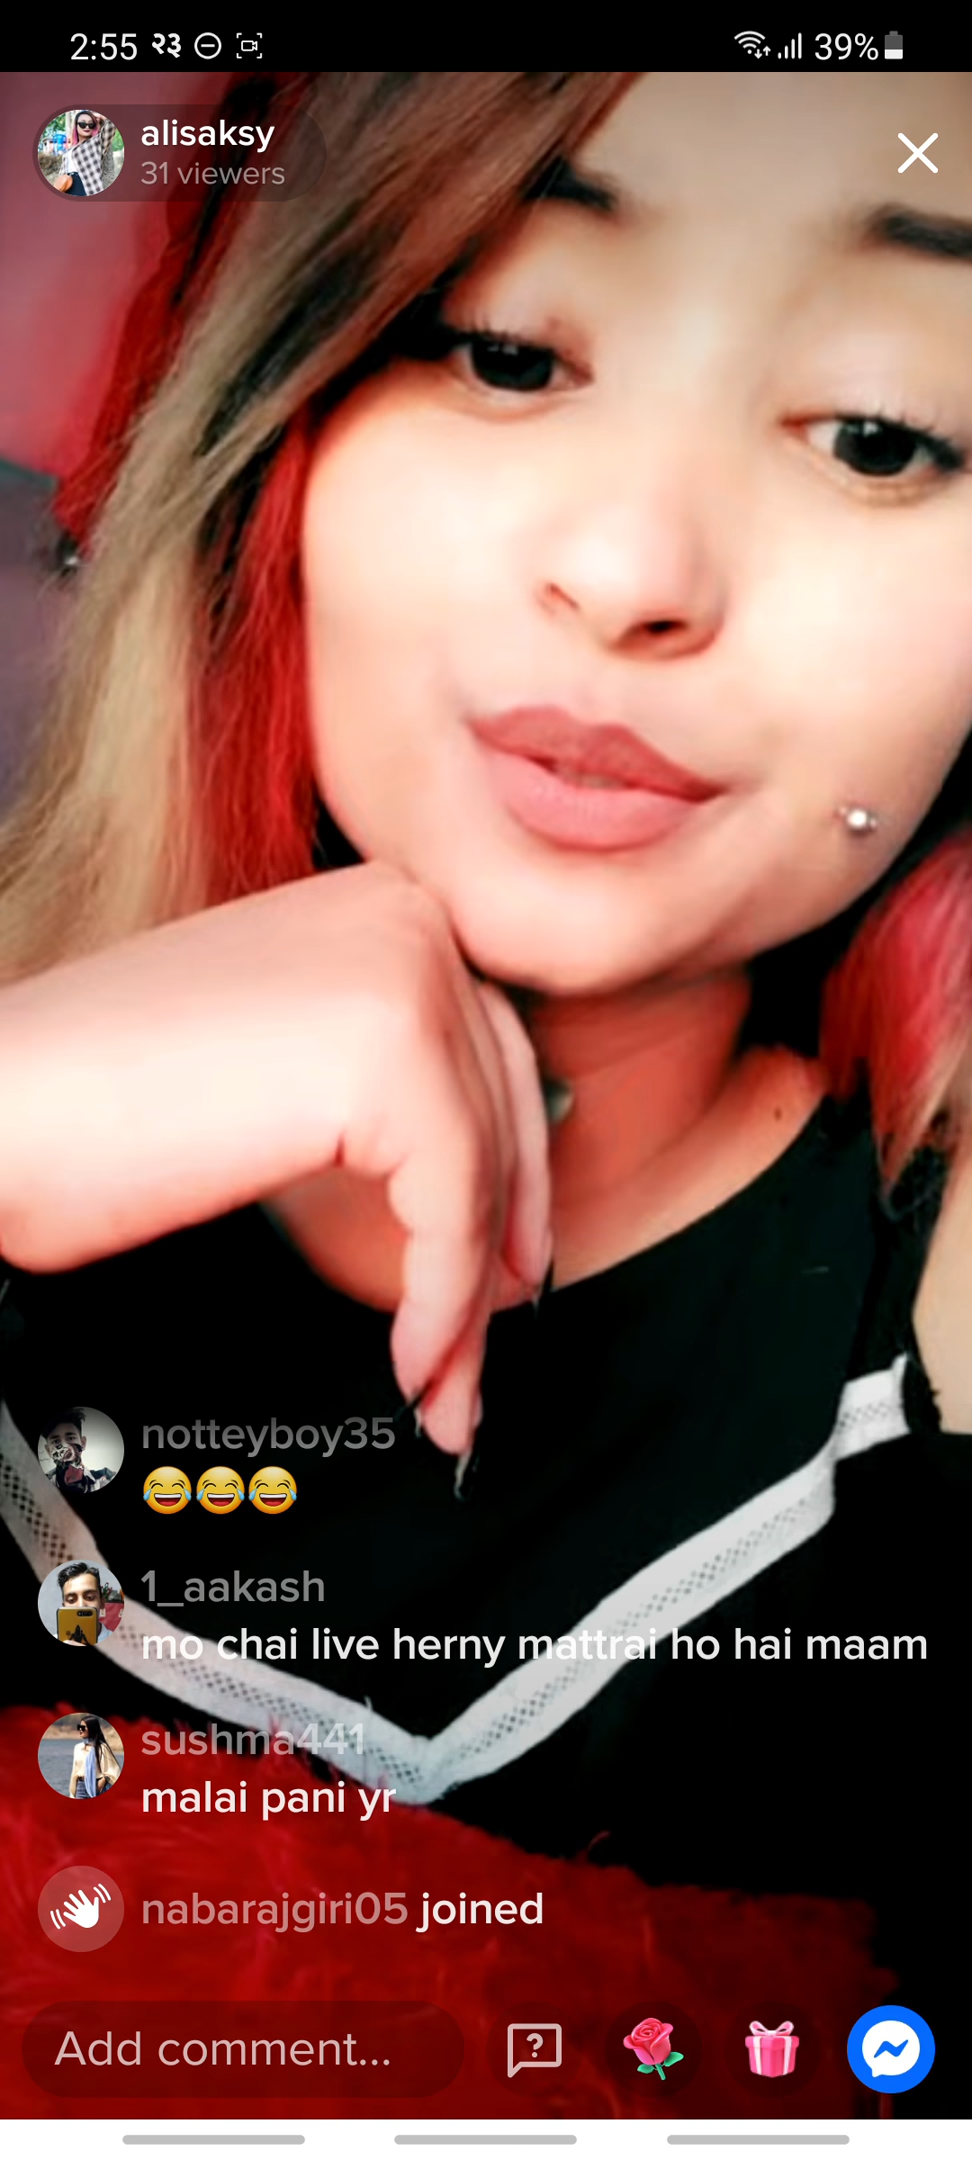 2:55 २३ 39%
alisaksy
31 viewers
notteyboy35
😂😂😂
1_aakash
mo chai live herny mattrai ho hai maam
sushma441
malai pani yr
nabarajgiri05 joined
Add comment...